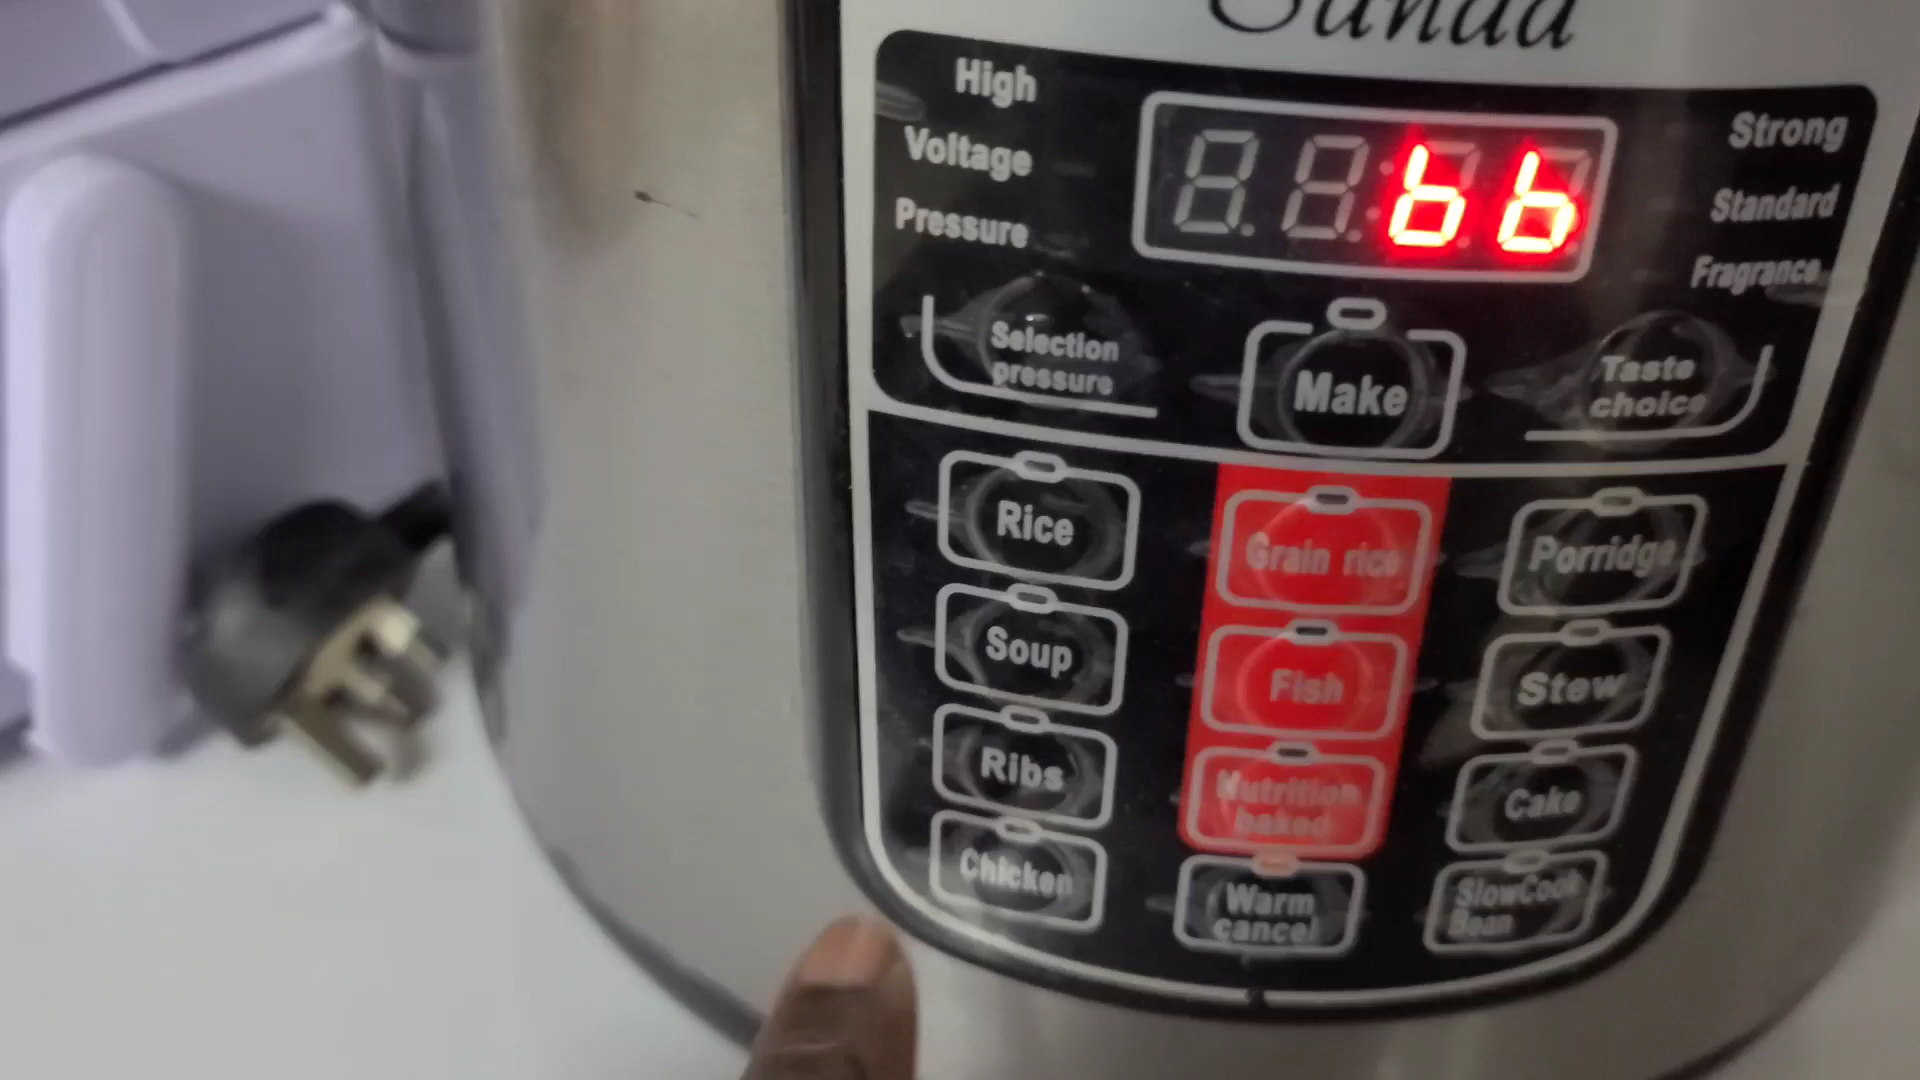 Sanaa
High
Voltage
Pressure
bb
Strong
Standard
Fragrance
Selection
pressure
Make
Taste
choice
Rice
Grain rice
Porridge
Soup
Fish
Stew
Ribs
Nutrition
baked
Cake
Chicken
Warm
cancel
SlowCook
Bean